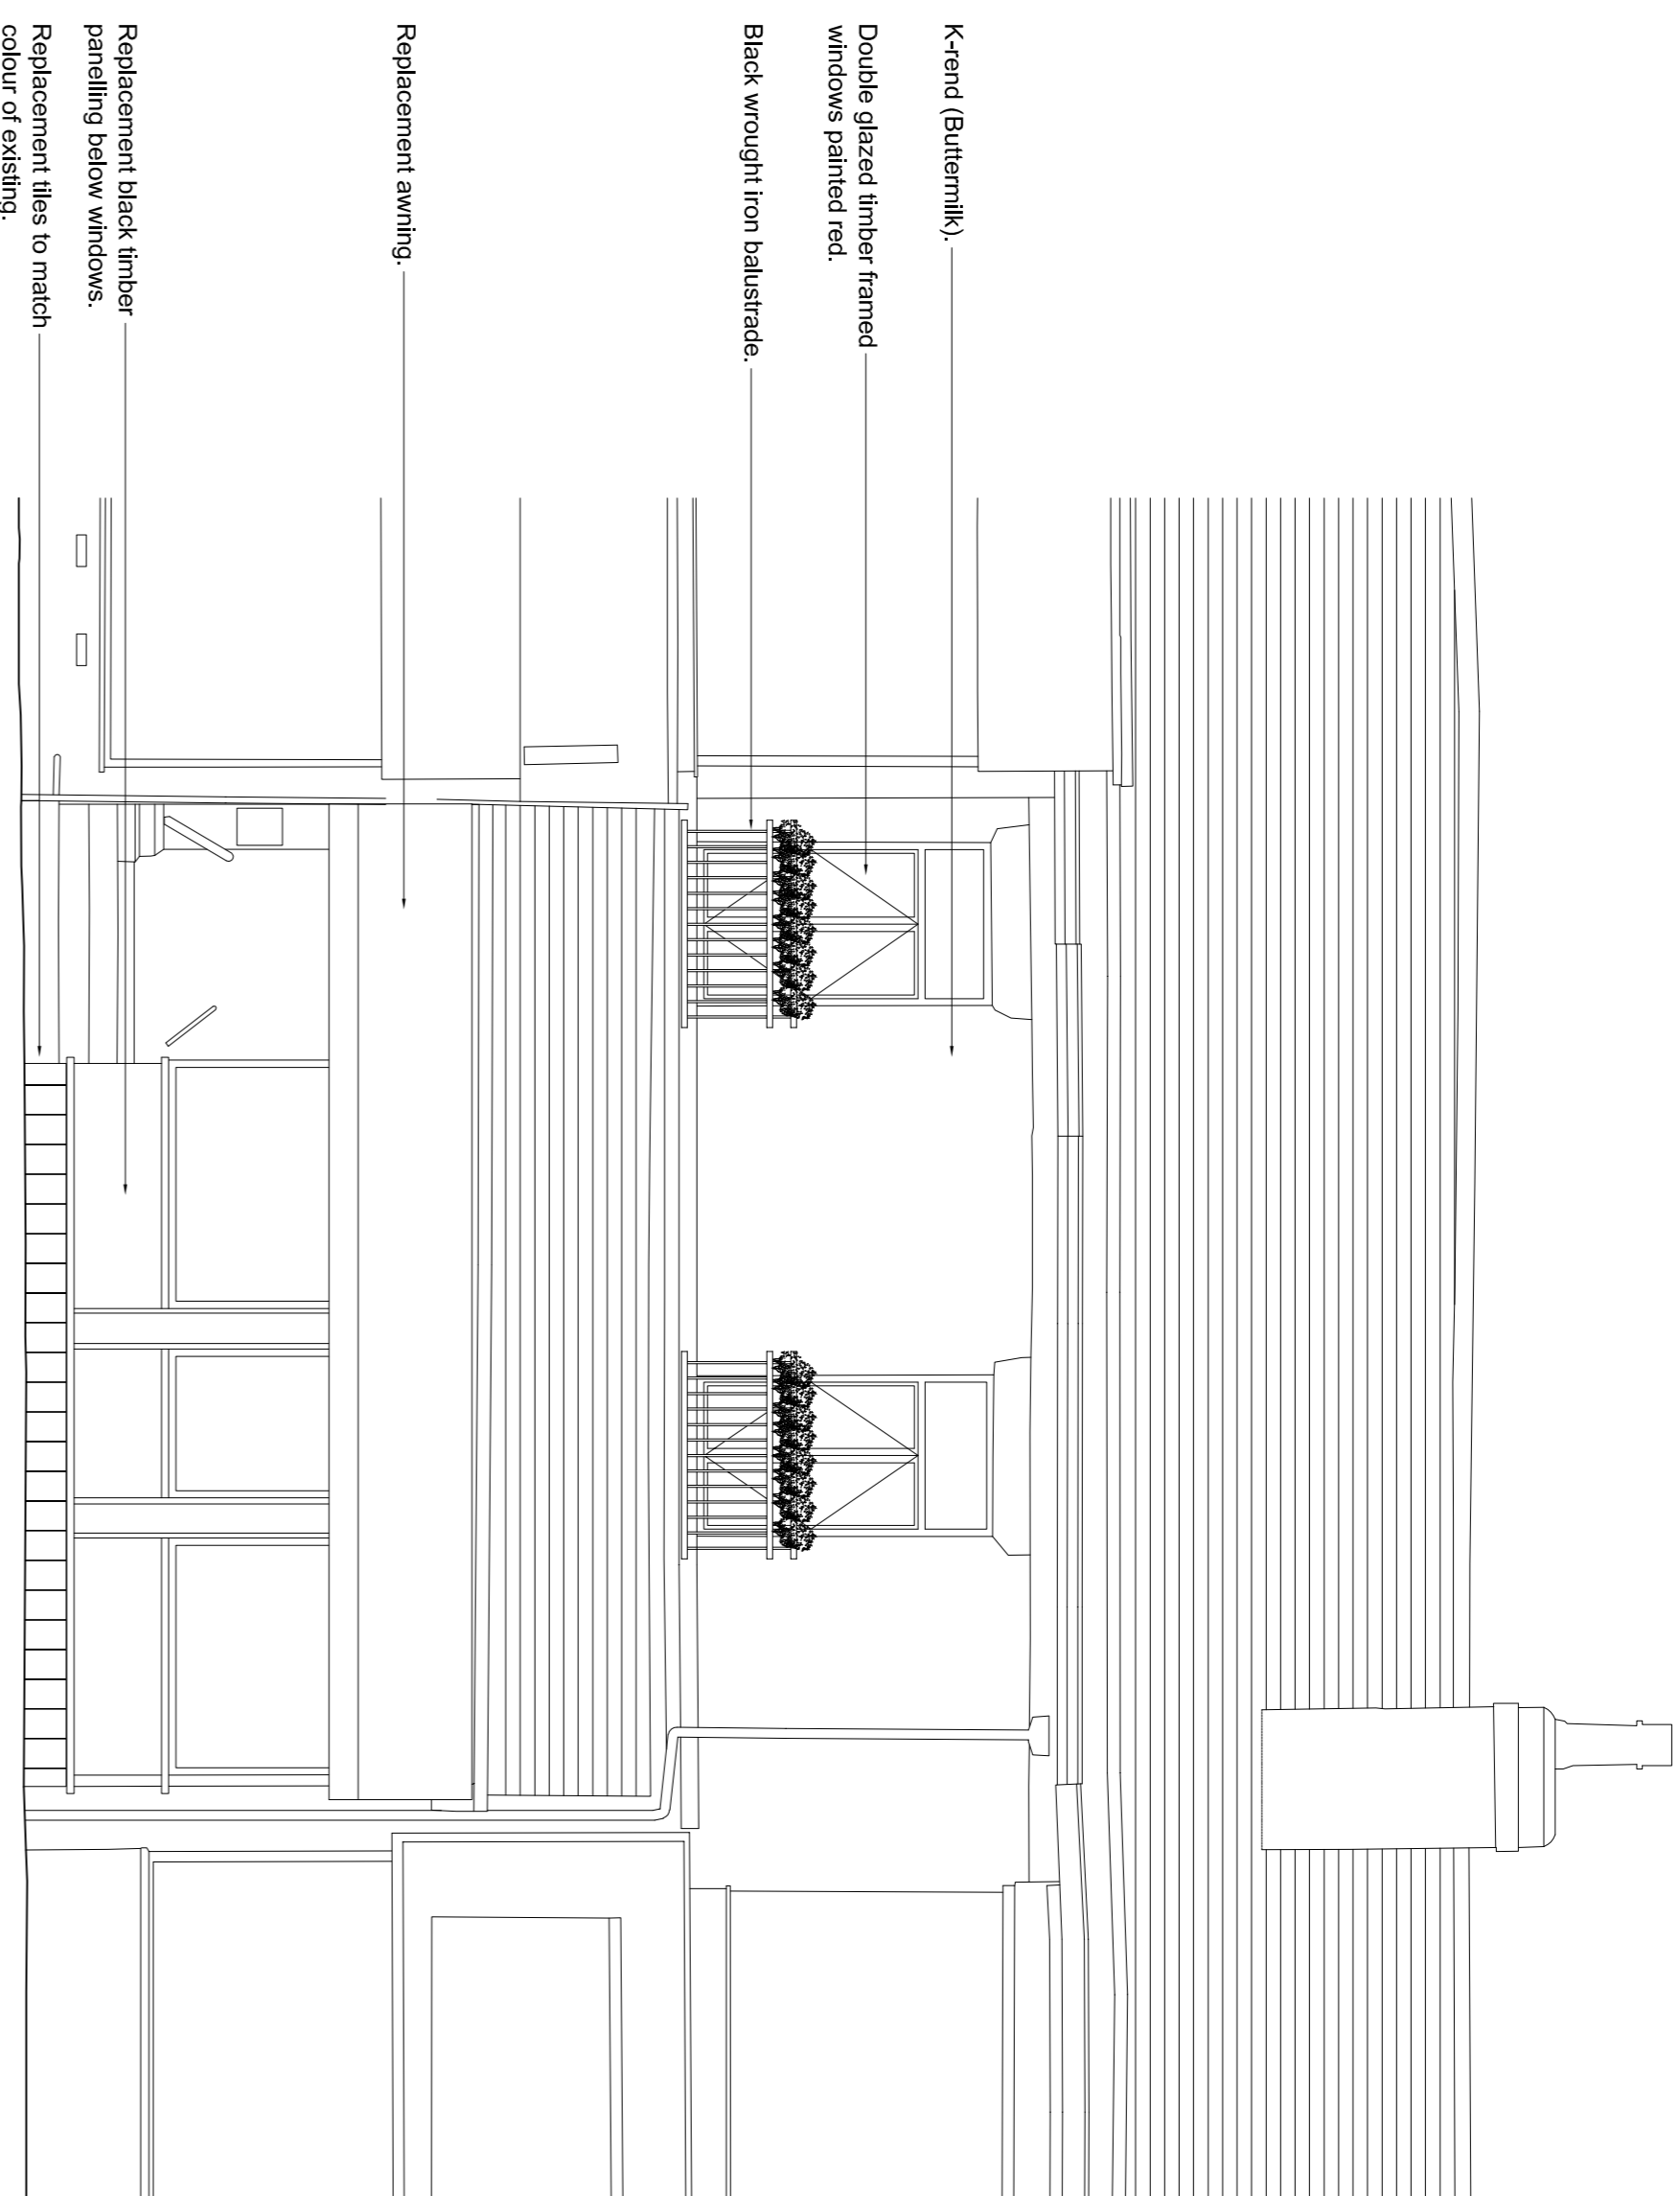 K-rend (Buttermilk).
Double glazed timber framed
windows painted red.
Black wrought iron balustrade.
Replacement awning.
Replacement black timber
panelling below windows.
Replacement tiles to match
colour of existing.